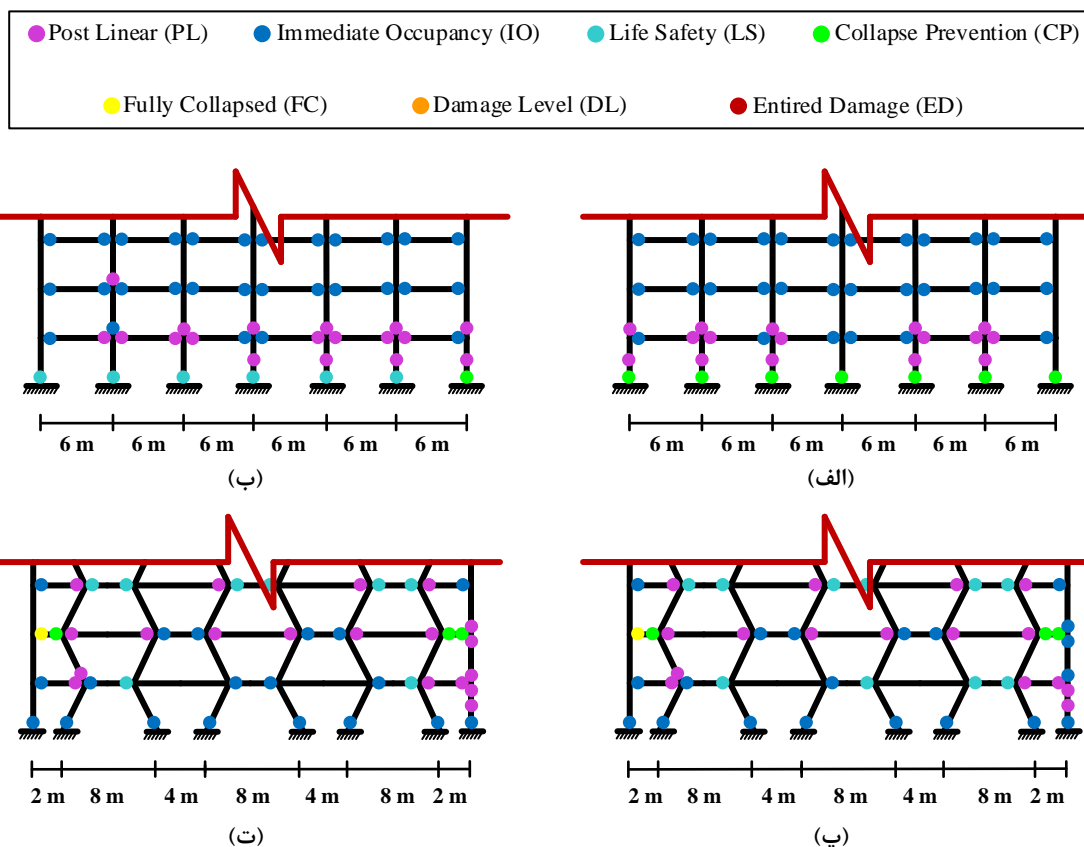 Post Linear (PL) Immediate Occupancy (IO) Life Safety (LS) Collapse Prevention (CP)
Fully Collapsed (FC) Damage Level (DL) Entired Damage (ED)
6 m 6 m 6 m 6 m 6 m 6 m
(ب)
6 m 6 m 6 m 6 m 6 m 6 m
(الف)
2 m 8 m 4 m 8 m 4 m 8 m 2 m
(ت)
2 m 8 m 4 m 8 m 4 m 8 m 2 m
(پ)